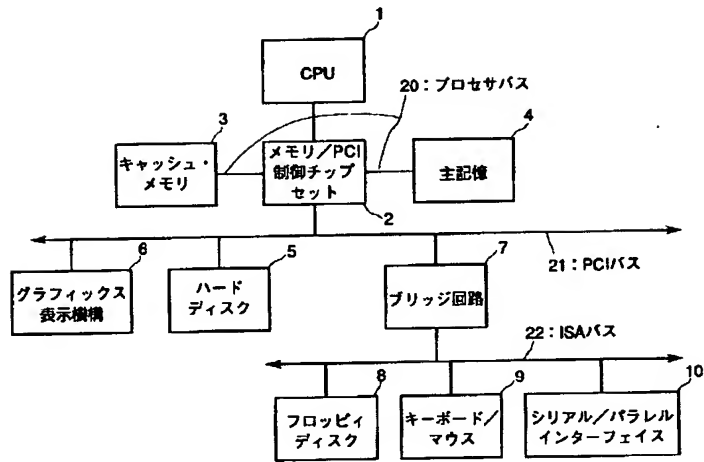 1
CPU
20：プロセサバス
3
4
キャッシュ・
メモリ
メモリ／PCI
制御チップ
セット
主記憶
2
6
5
7
21：PCIバス
グラフィックス
表示機構
ハード
ディスク
ブリッジ回路
22：ISAバス
8
9
10
フロッピィ
ディスク
キーボード／
マウス
シリアル／パラレル
インターフェイス